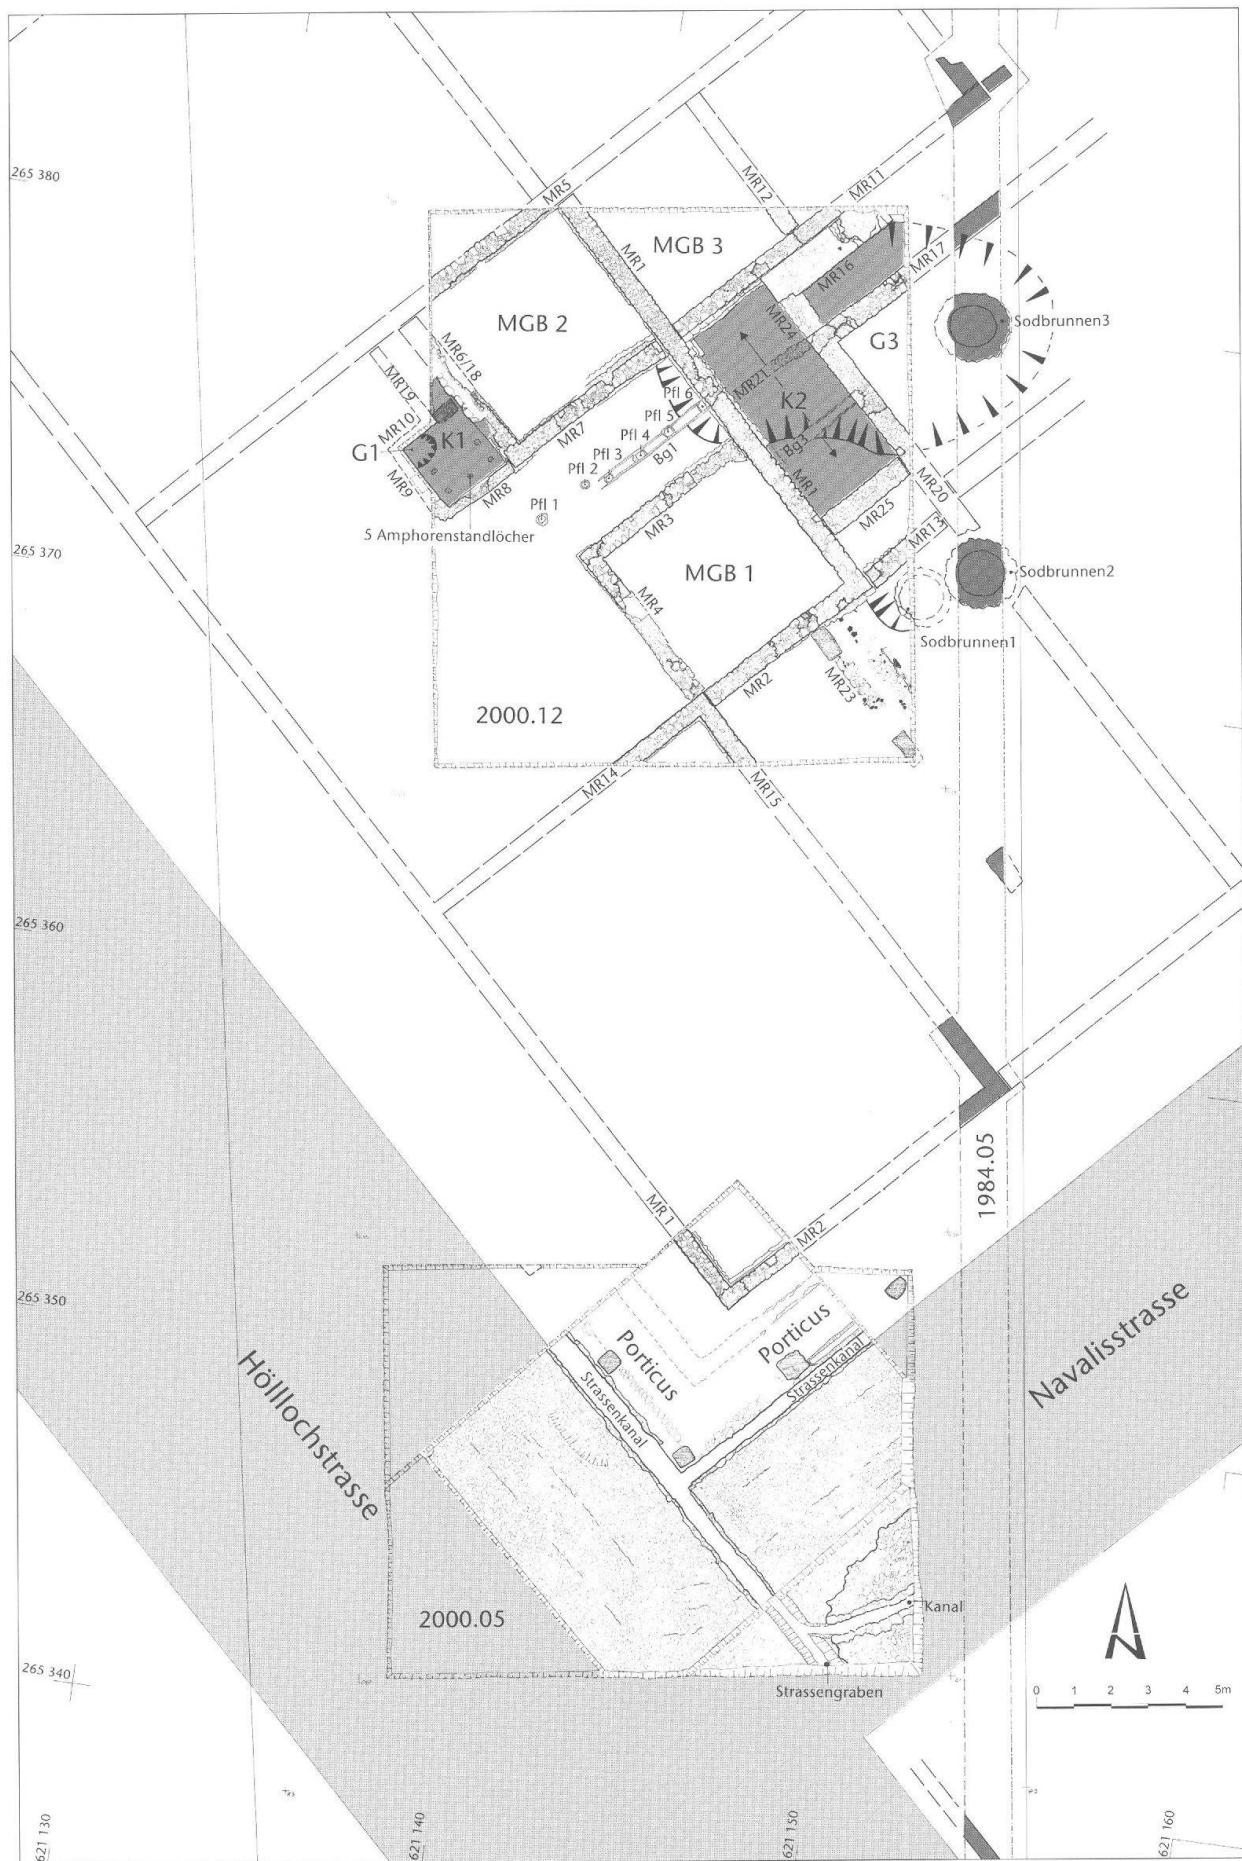 265 380
MR5
MR12
MR11
MGB 3
MR1
MR16
MR17
MGB 2
MR24
Sodbrunnen3
G3
MR6/18
MR19
MR21
MR10
K1
MR7
Pfl 6
K2
G1
Pfl 5
Pfl 4
Bg1
Bg3
MR9
Pfl 3
Pfl 2
MR8
MR1
MR20
Pfl 1
MR25
5 Amphorenstandlöcher
MR3
MR13
265 370
MGB 1
Sodbrunnen2
MR4
Sodbrunnen1
MR2
MR23
2000.12
MR14
MR15
265 360
1984.05
MR 1
MR2
265 350
Navalisstrasse
Porticus
Porticus
Hölllochstrasse
Strassenkanal
Strassenkanal
2000.05
Kanal
N
265 340
Strassengraben
0 1 2 3 4 5m
621 130
621 140
621 150
621 160